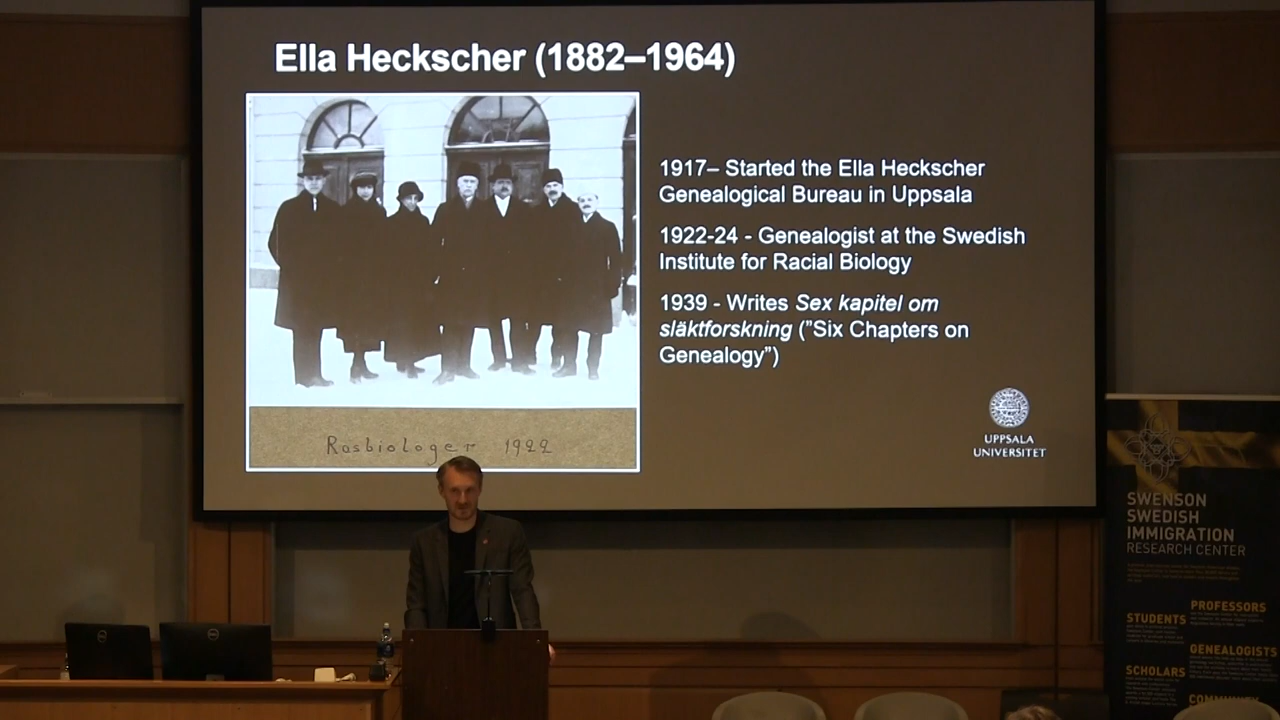 Ella Heckscher (1882–1964)
1917– Started the Ella Heckscher
Genealogical Bureau in Uppsala
1922-24 - Genealogist at the Swedish
Institute for Racial Biology
1939 - Writes Sex kapitel om
släktforskning (”Six Chapters on
Genealogy”)
Rasbiologer 1922
UPPSALA
UNIVERSITET
SWENSON
SWEDISH
IMMIGRATION
RESEARCH CENTER
PROFESSORS
STUDENTS
GENEALOGISTS
SCHOLARS
DELL
DELL